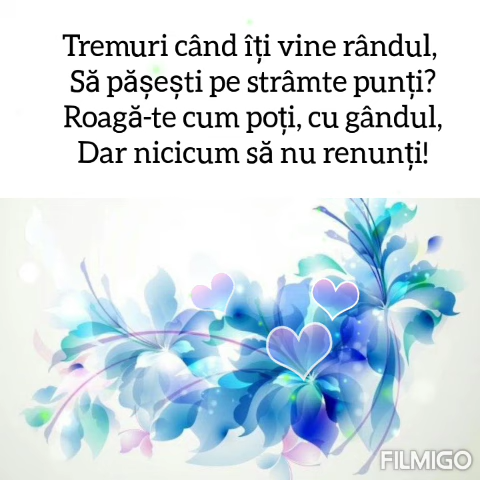 Tremuri când îți vine rândul,
Să pășești pe strâmte punți?
Roagă-te cum poți, cu gândul,
Dar nicicum să nu renunți!
FILMIGO